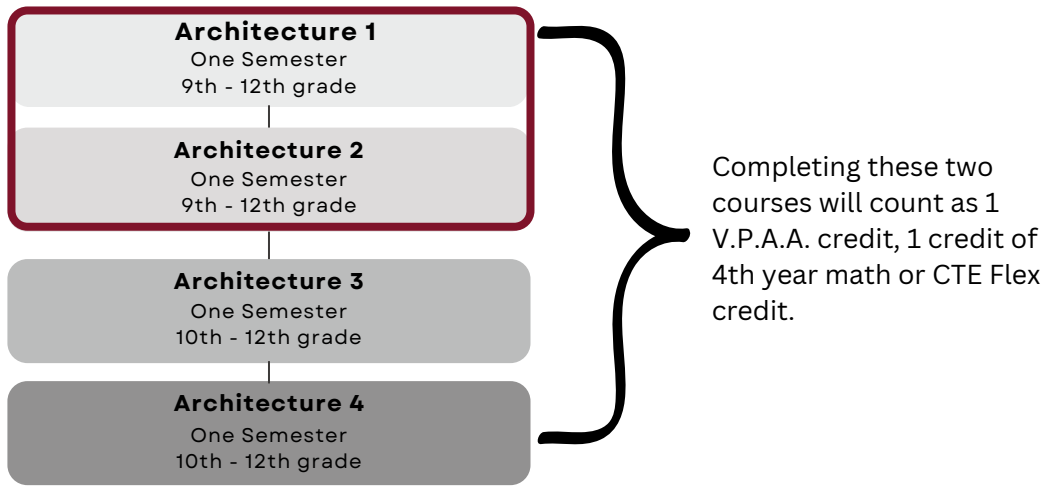 Architecture 1
One Semester
9th - 12th grade
Architecture 2
One Semester
9th - 12th grade
Architecture 3
One Semester
10th - 12th grade
Architecture 4
One Semester
10th - 12th grade
Completing these two
courses will count as 1
V.P.A.A. credit, 1 credit of
4th year math or CTE Flex
credit.